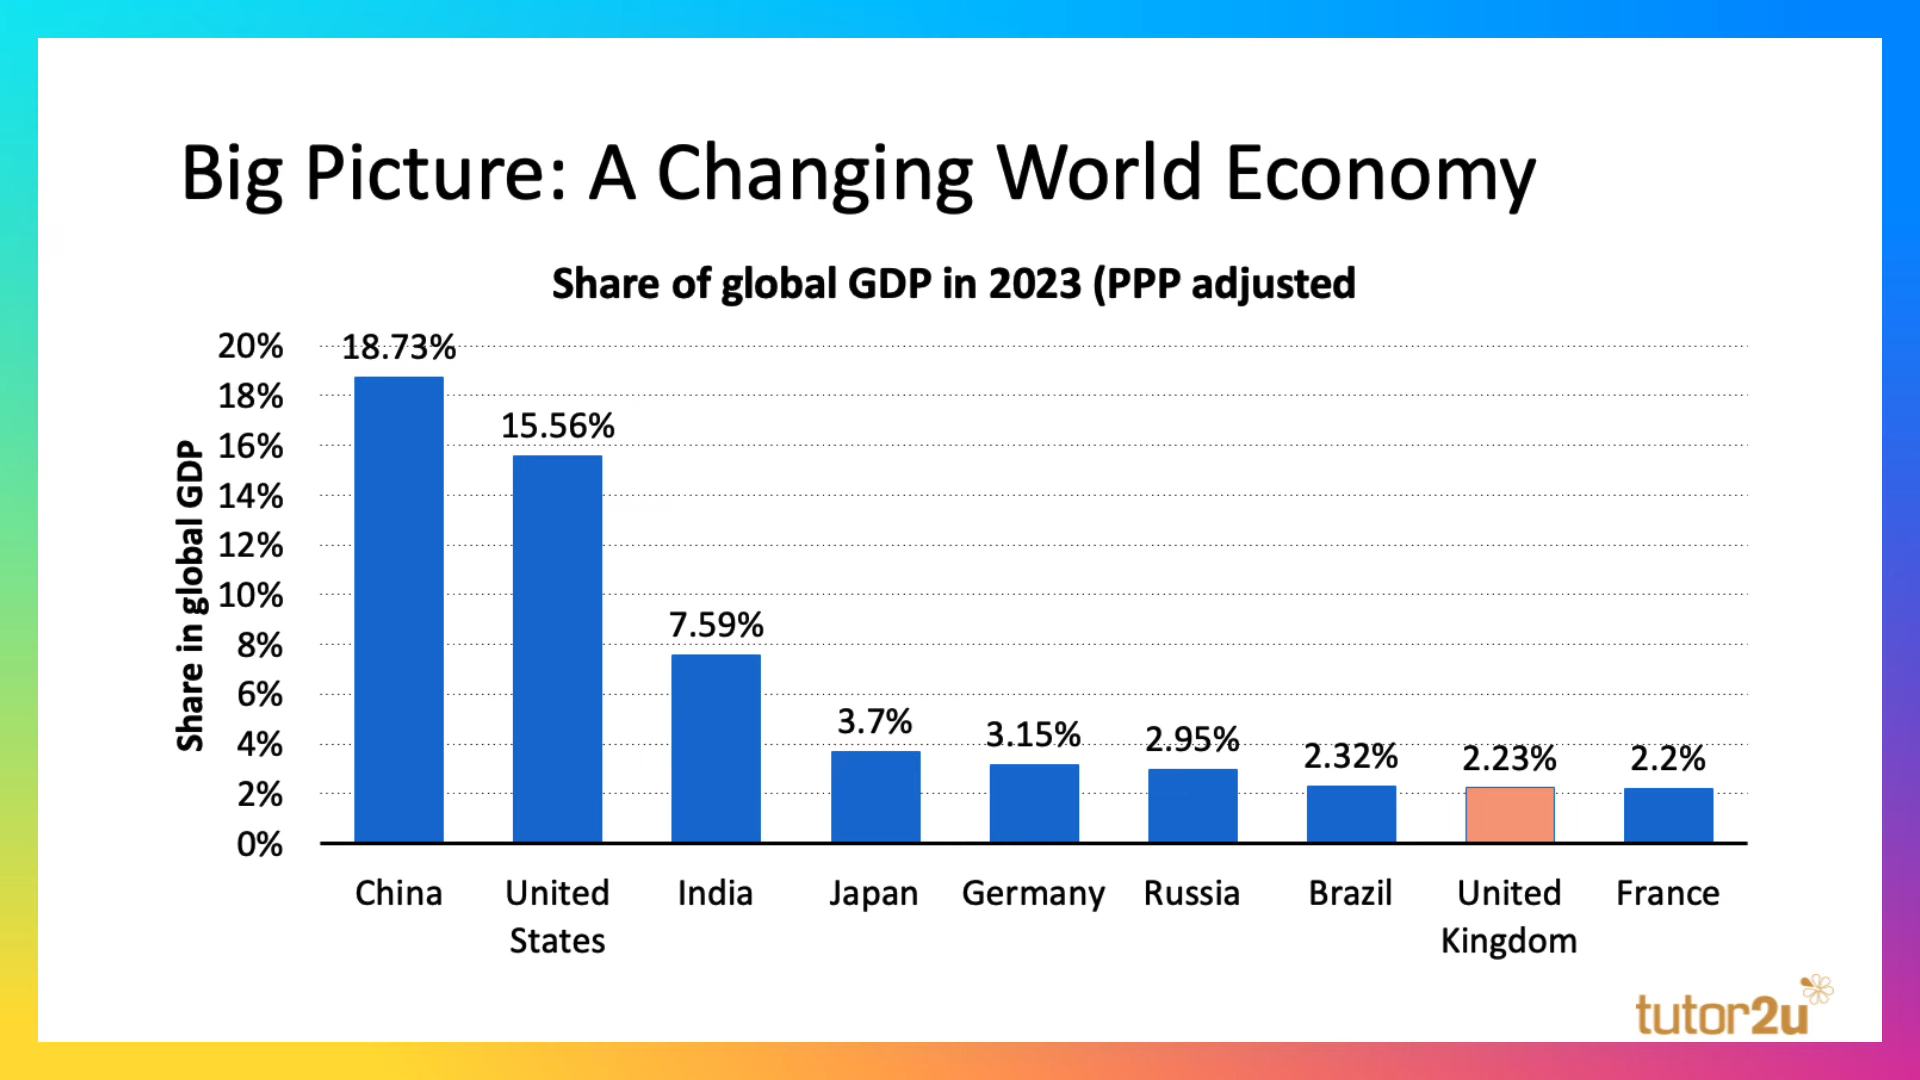 Big Picture: A Changing World Economy
Share of global GDP in 2023 (PPP adjusted
Share in global GDP
20%
18%
16%
14%
12%
10%
8%
6%
4%
2%
0%
18.73%
15.56%
7.59%
3.7%
3.15%
2.95%
2.32%
2.23%
2.2%
China
United
States
India
Japan
Germany
Russia
Brazil
United
Kingdom
France
tutor2u